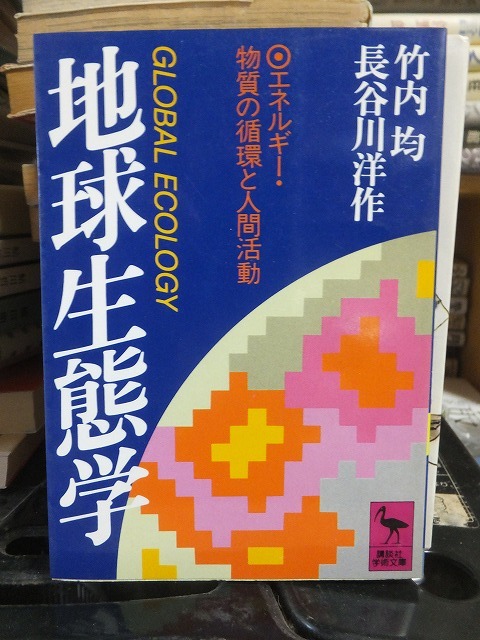 竹内 均
長谷川洋作
◎エネルギー・
物質の循環と人間活動
GLOBAL ECOLOGY
地球生態学
講談社
学術文庫